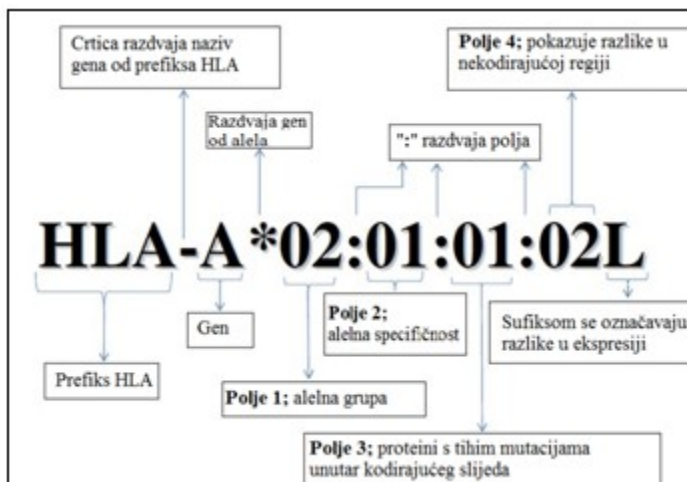 Crtica razdvaja naziv
gena od prefiksa HLA
Polje 4; pokazuje razlike u
nekodirajućoj regiji
Razdvaja gen
od alela
":" razdvaja polja
HLA-A*02:01:01:02L
Gen
Polje 2;
alelna specifičnost
Sufiksom se označavaju
razlike u ekspresiji
Prefiks HLA
Polje 1; alelna grupa
Polje 3; proteini s tihim mutacijama
unutar kodirajućeg slijeda